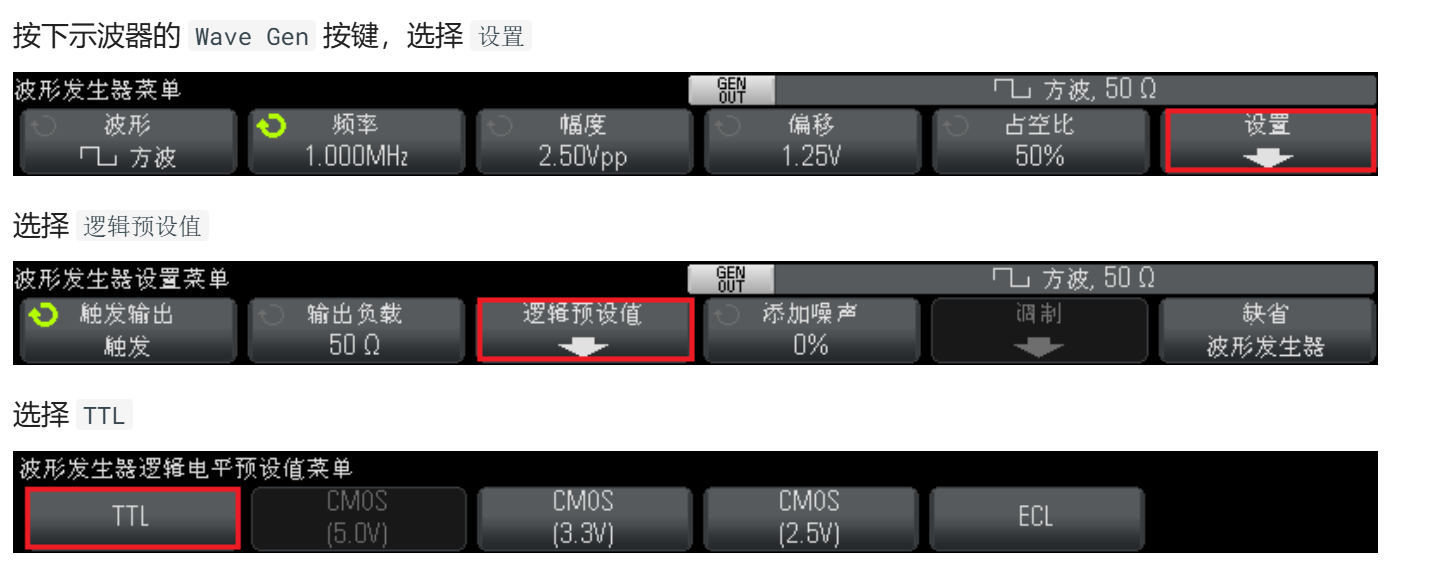 按下示波器的 Wave Gen 按键，选择 设置
波形发生器菜单
GEN OUT
方波, 50 Ω
波形 方波
频率 1.000MHz
幅度 2.50Vpp
偏移 1.25V
占空比 50%
设置
选择 逻辑预设值
波形发生器设置菜单
GEN OUT
方波, 50 Ω
触发输出 触发
输出负载 50 Ω
逻辑预设值
添加噪声 0%
调制
缺省 波形发生器
选择 TTL
波形发生器逻辑电平预设值菜单
TTL
CMOS (5.0V)
CMOS (3.3V)
CMOS (2.5V)
ECL